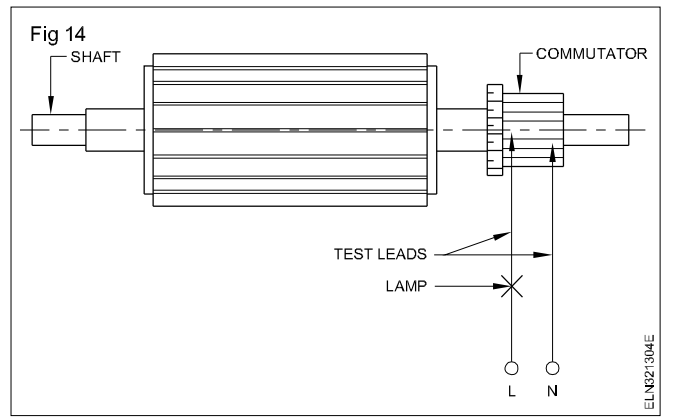 Fig 14
SHAFT
COMMUTATOR
TEST LEADS
LAMP
L
N
ELN321304E